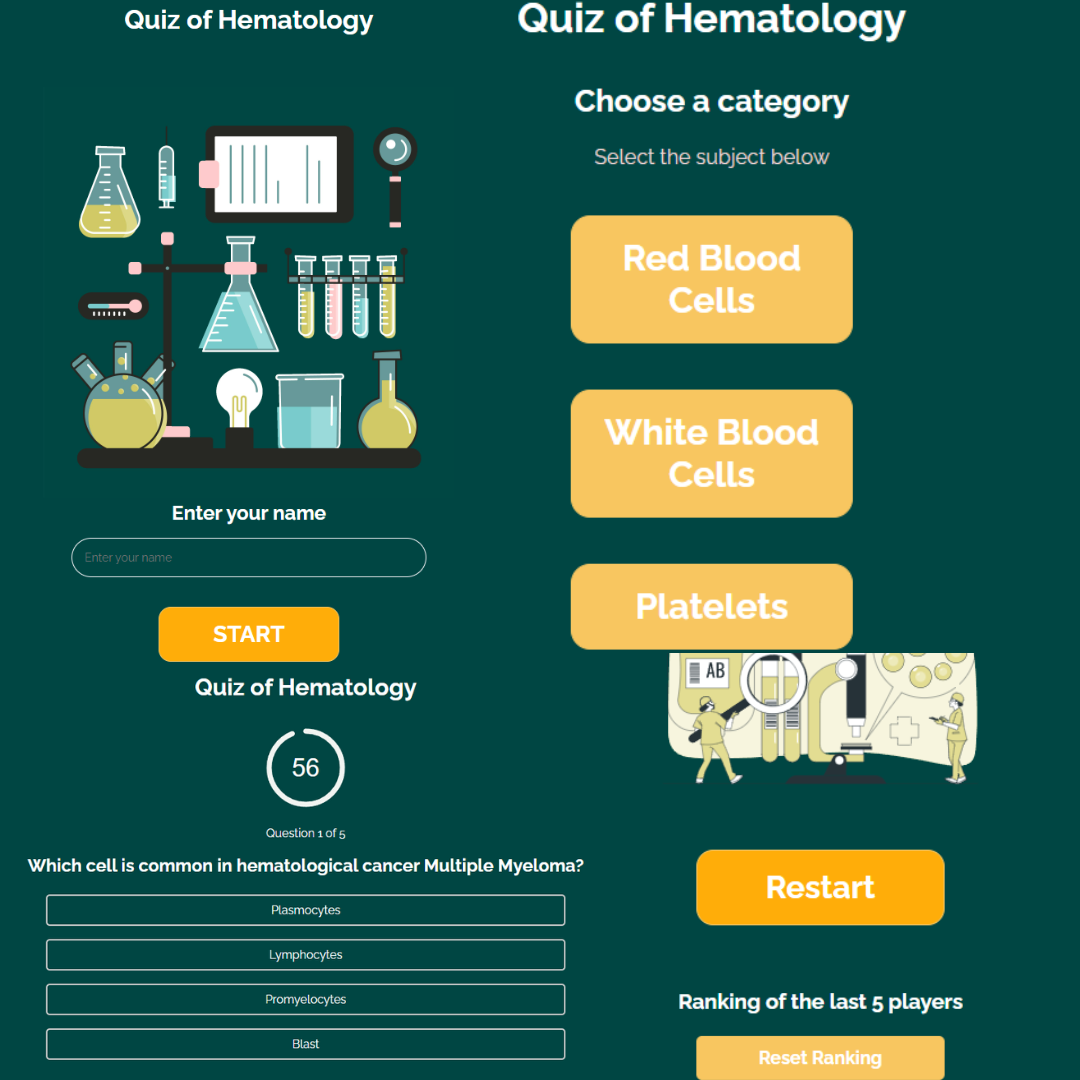 Quiz of Hematology
Enter your name
Enter your name
START
Quiz of Hematology
Choose a category
Select the subject below
Red Blood
Cells
White Blood
Cells
Platelets
Quiz of Hematology
56
Question 1 of 5
Which cell is common in hematological cancer Multiple Myeloma?
Plasmocytes
Lymphocytes
Promyelocytes
Blast
AB
Restart
Ranking of the last 5 players
Reset Ranking